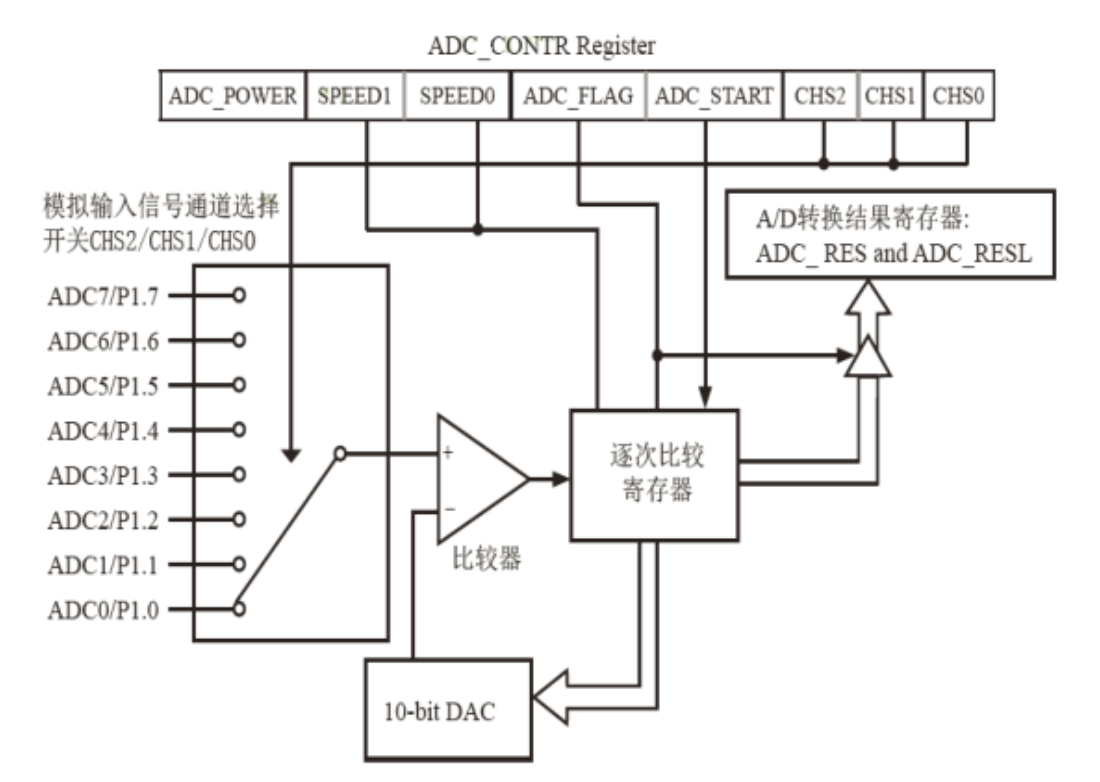 ADC_CONTR Register
ADC_POWER SPEED1 SPEED0 ADC_FLAG ADC_START CHS2 CHS1 CHS0
模拟输入信号通道选择
开关CHS2/CHS1/CHS0
A/D转换结果寄存器:
ADC_ RES and ADC_RESL
ADC7/P1.7
ADC6/P1.6
ADC5/P1.5
ADC4/P1.4
ADC3/P1.3
ADC2/P1.2
ADC1/P1.1
ADC0/P1.0
+
−
比较器
逐次比较
寄存器
10-bit DAC